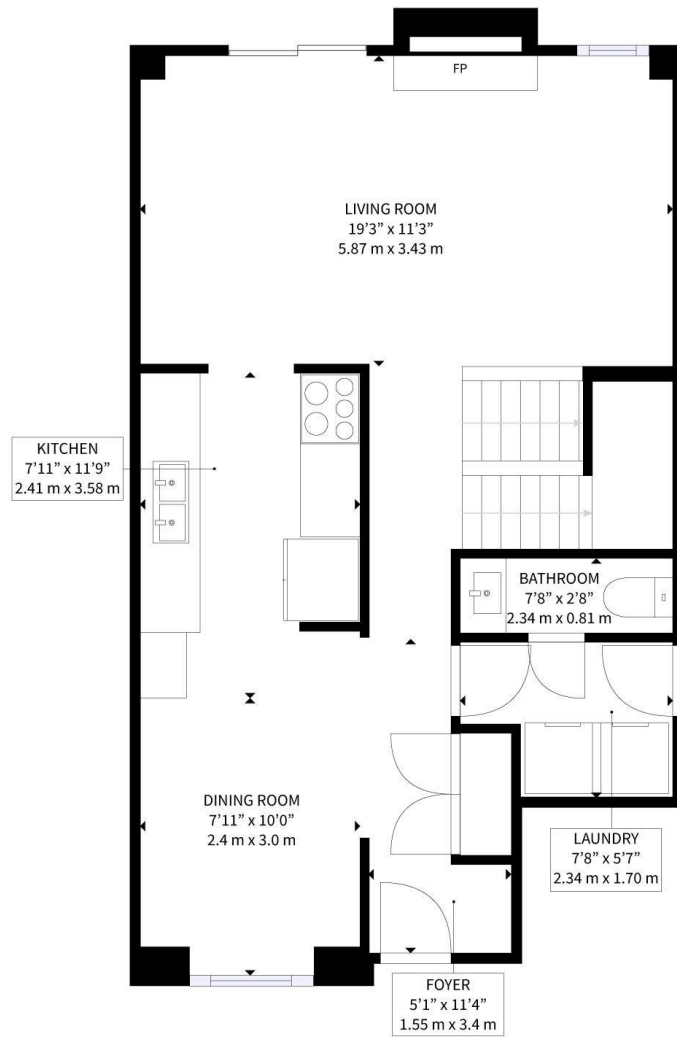 FP
LIVING ROOM
19’3” x 11’3”
5.87 m x 3.43 m
KITCHEN
7’11” x 11’9”
2.41 m x 3.58 m
BATHROOM
7’8” x 2’8”
2.34 m x 0.81 m
DINING ROOM
7’11” x 10’0”
2.4 m x 3.0 m
LAUNDRY
7’8” x 5’7”
2.34 m x 1.70 m
FOYER
5’1” x 11’4”
1.55 m x 3.4 m